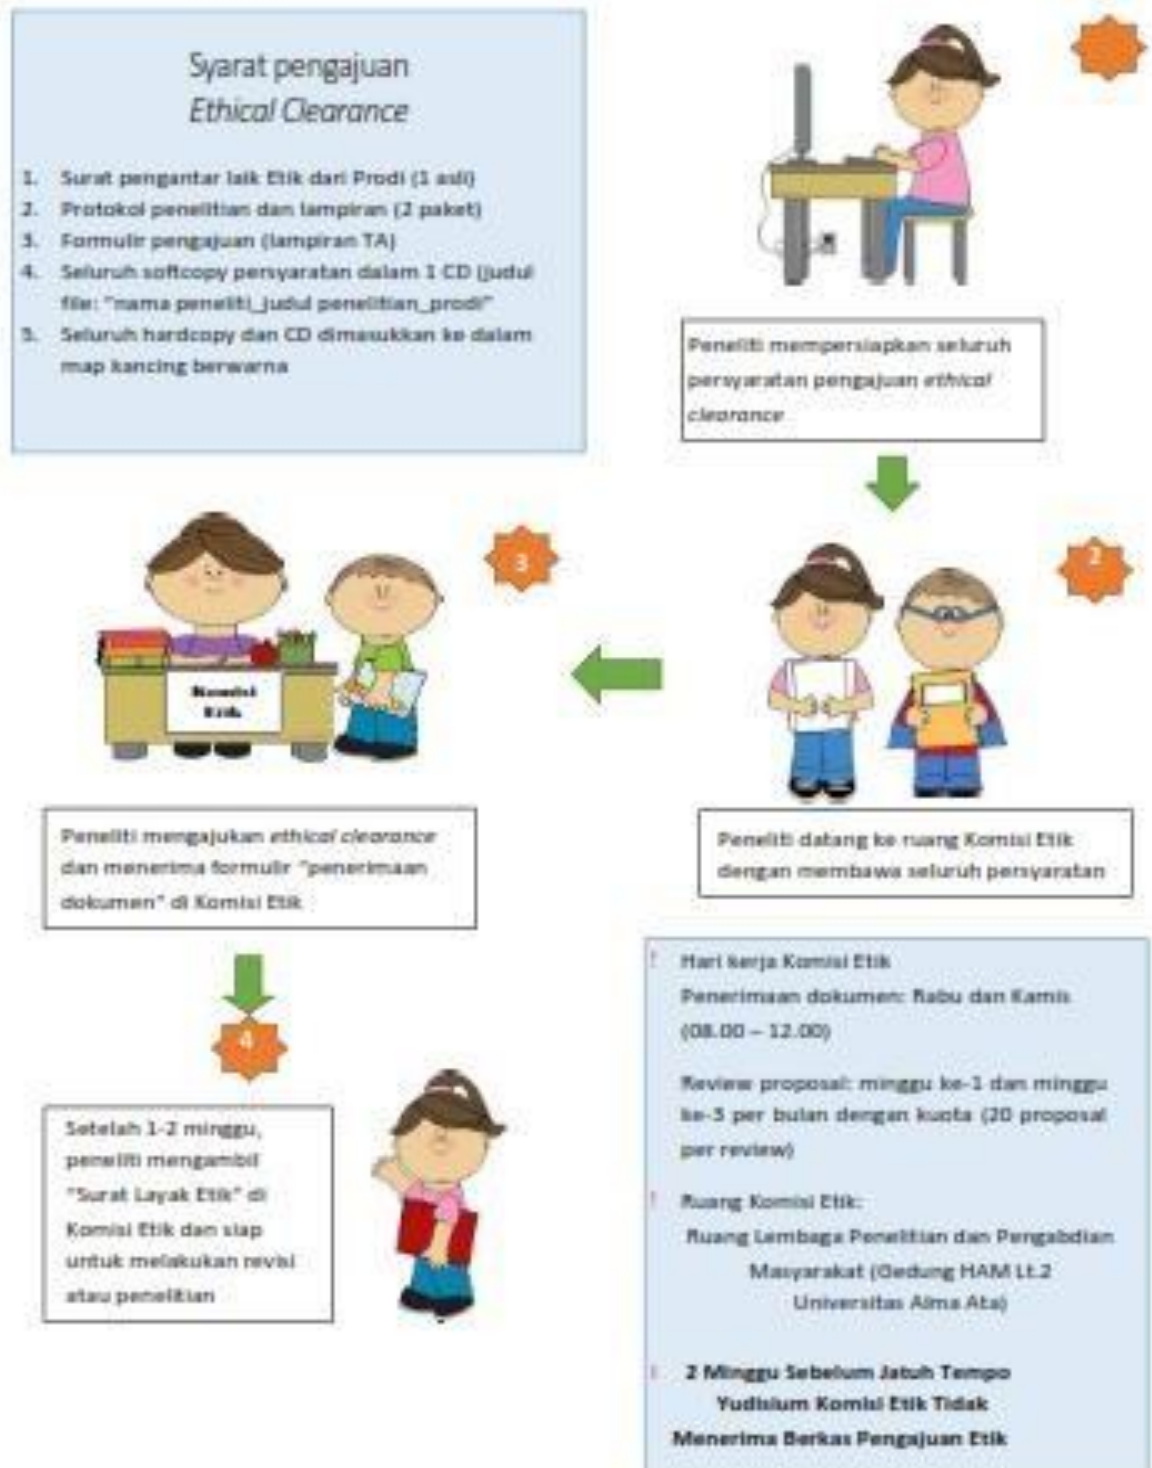 Syarat pengajuan
Ethical Clearance
1. Surat pengantar laik Etik dari Prodi (1 asli)
2. Protokol penelitian dan lampiran (2 paket)
3. Formulir pengajuan (lampiran TA)
4. Seluruh softcopy persyaratan dalam 1 CD (judul
file: "nama peneliti_judul penelitian_prodi"
5. Seluruh hardcopy dan CD dimasukkan ke dalam
map kancing berwarna
Peneliti mempersiapkan seluruh
persyaratan pengajuan ethical
clearance
2
Peneliti datang ke ruang Komisi Etik
dengan membawa seluruh persyaratan
3
Komisi
Etik
Peneliti mengajukan ethical clearance
dan menerima formulir "penerimaan
dokumen" di Komisi Etik
4
Setelah 1-2 minggu,
peneliti mengambil
"Surat Layak Etik" di
Komisi Etik dan siap
untuk melakukan revisi
atau penelitian
! Hari kerja Komisi Etik
Penerimaan dokumen: Rabu dan Kamis
(08.00 – 12.00)
Review proposal: minggu ke-1 dan minggu
ke-3 per bulan dengan kuota (20 proposal
per review)
! Ruang Komisi Etik:
Ruang Lembaga Penelitian dan Pengabdian
Masyarakat (Gedung HAM Lt.2
Universitas Alma Ata)
! 2 Minggu Sebelum Jatuh Tempo
Yudisium Komisi Etik Tidak
Menerima Berkas Pengajuan Etik